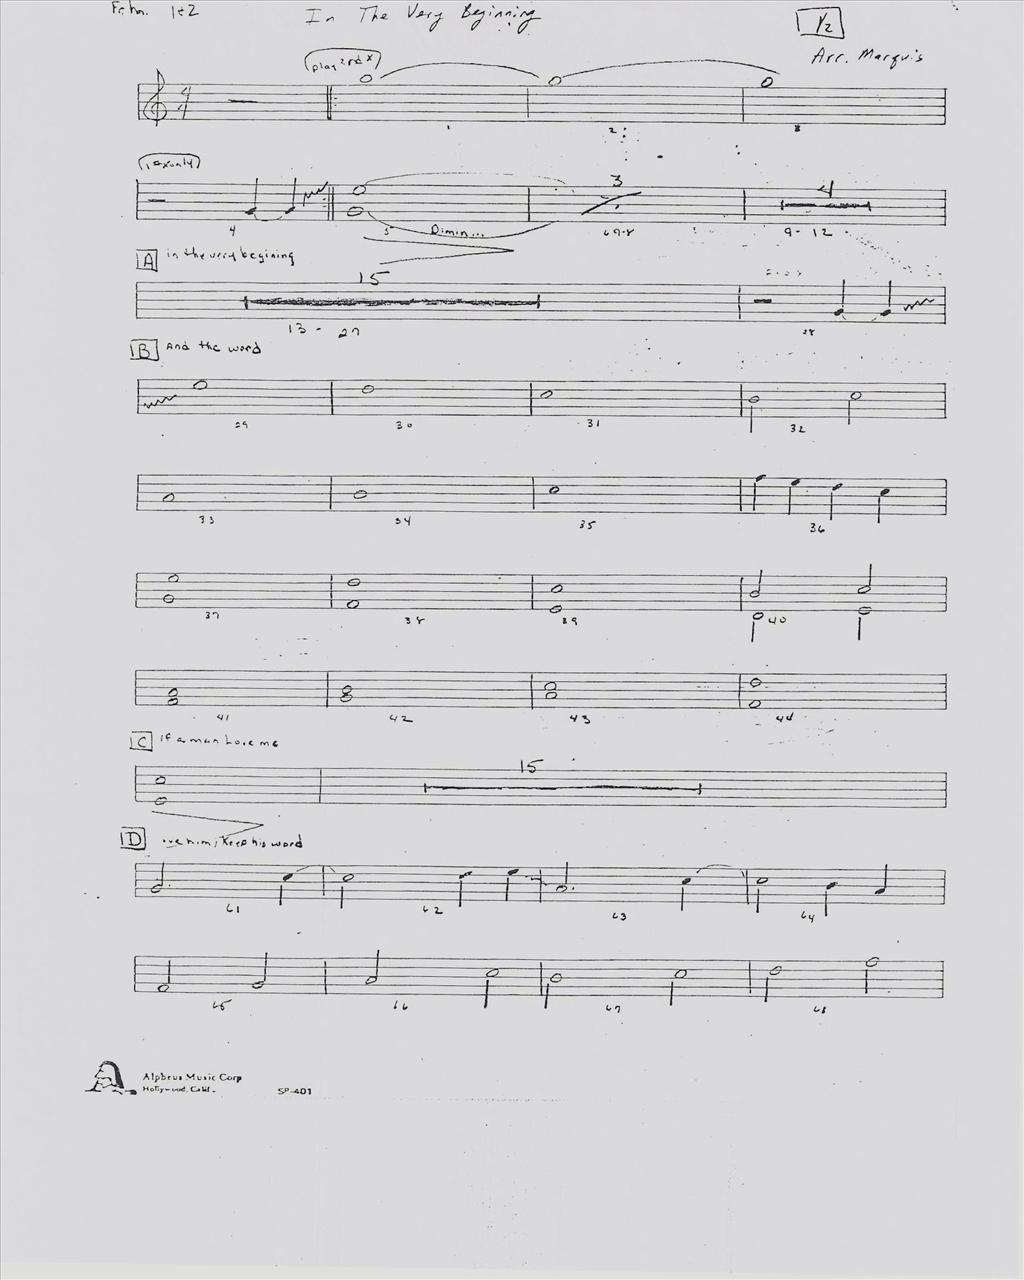 Fr. hn. 1&2 In The Very Beginning 1/2
Arr. Marquis
play 2nd x
1 2 3
1st x only
3 4
4 5 Dimin... 6-7-8 9-12
A in the very begining
15
13 - 27 28
B And the word
29 30 31 32
33 34 35 36
37 38 39 40
41 42 43 44
C if a man Love me
15
D Keep his word
61 62 63 64
65 66 67 68
Alpheus Music Corp
Hollywood, Calif. SP-401